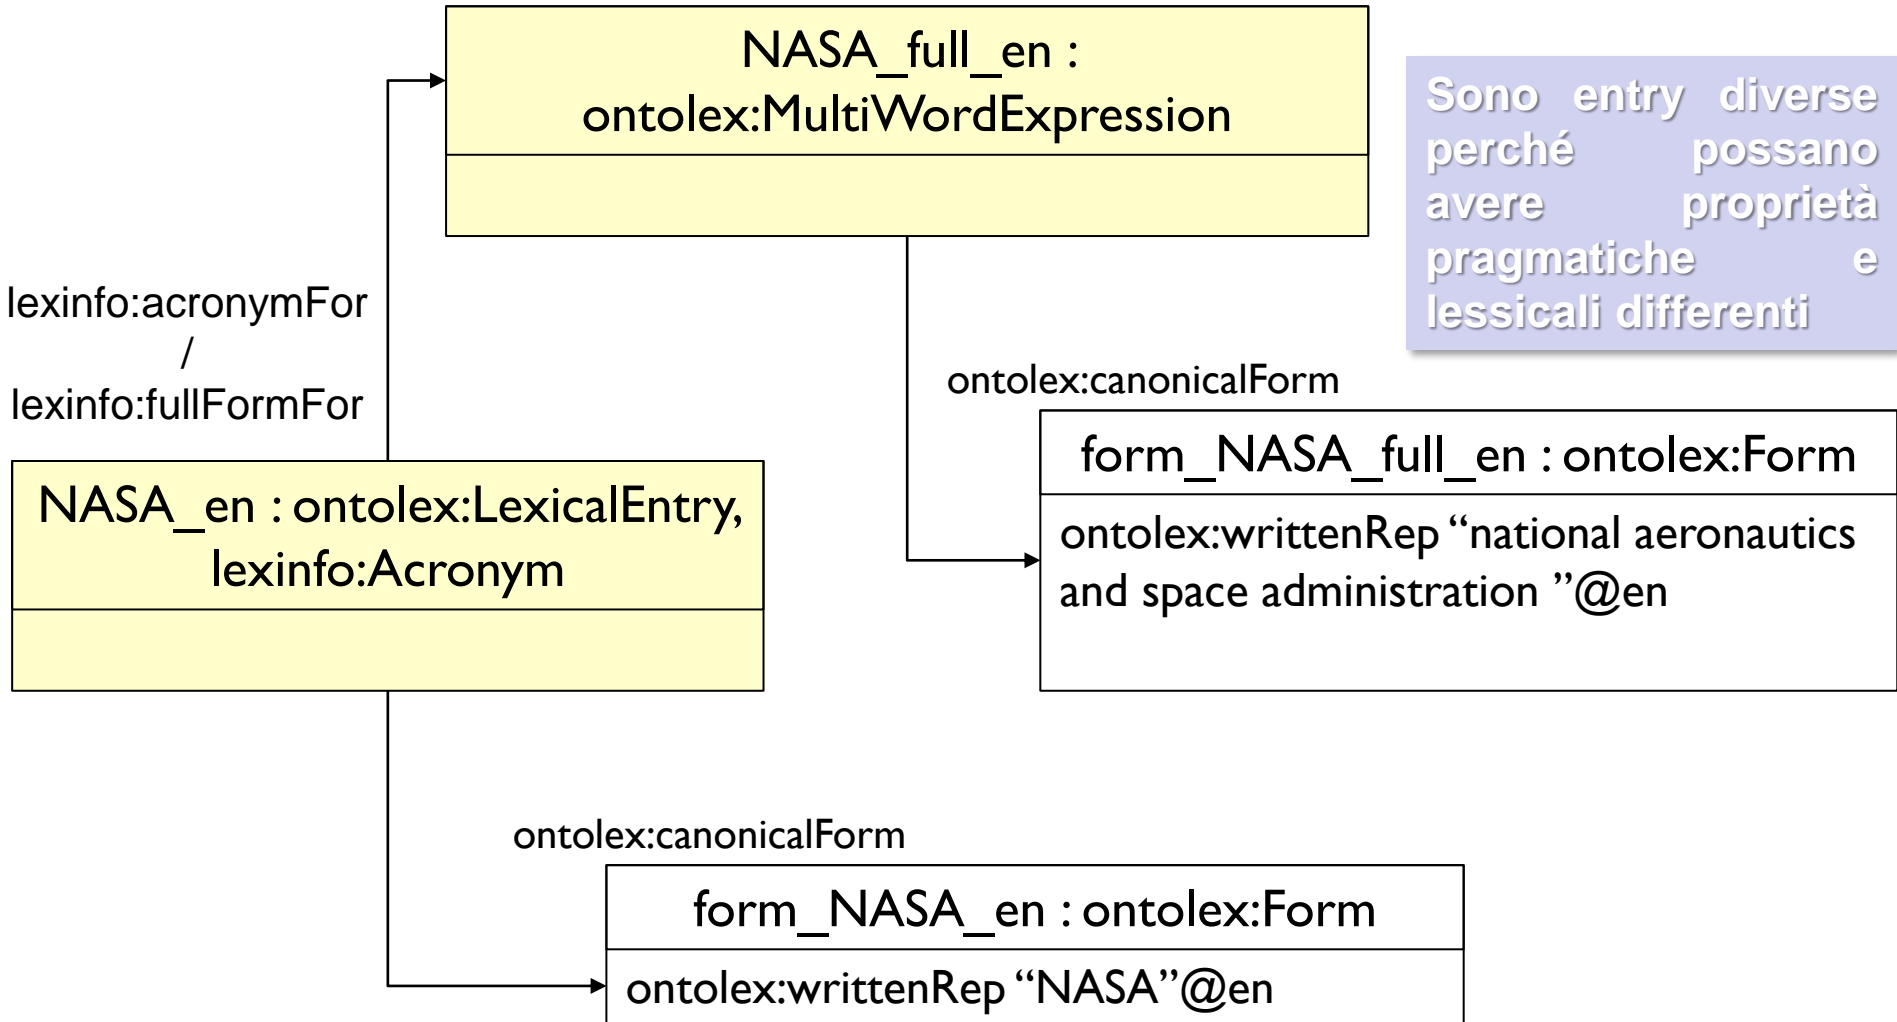 NASA_full_en :
ontolex:MultiWordExpression
Sono entry diverse
perché possano
avere proprietà
pragmatiche e
lessicali differenti
lexinfo:acronymFor
/
lexinfo:fullFormFor
ontolex:canonicalForm
form_NASA_full_en : ontolex:Form
ontolex:writtenRep “national aeronautics
and space administration ”@en
NASA_en : ontolex:LexicalEntry,
lexinfo:Acronym
ontolex:canonicalForm
form_NASA_en : ontolex:Form
ontolex:writtenRep “NASA”@en